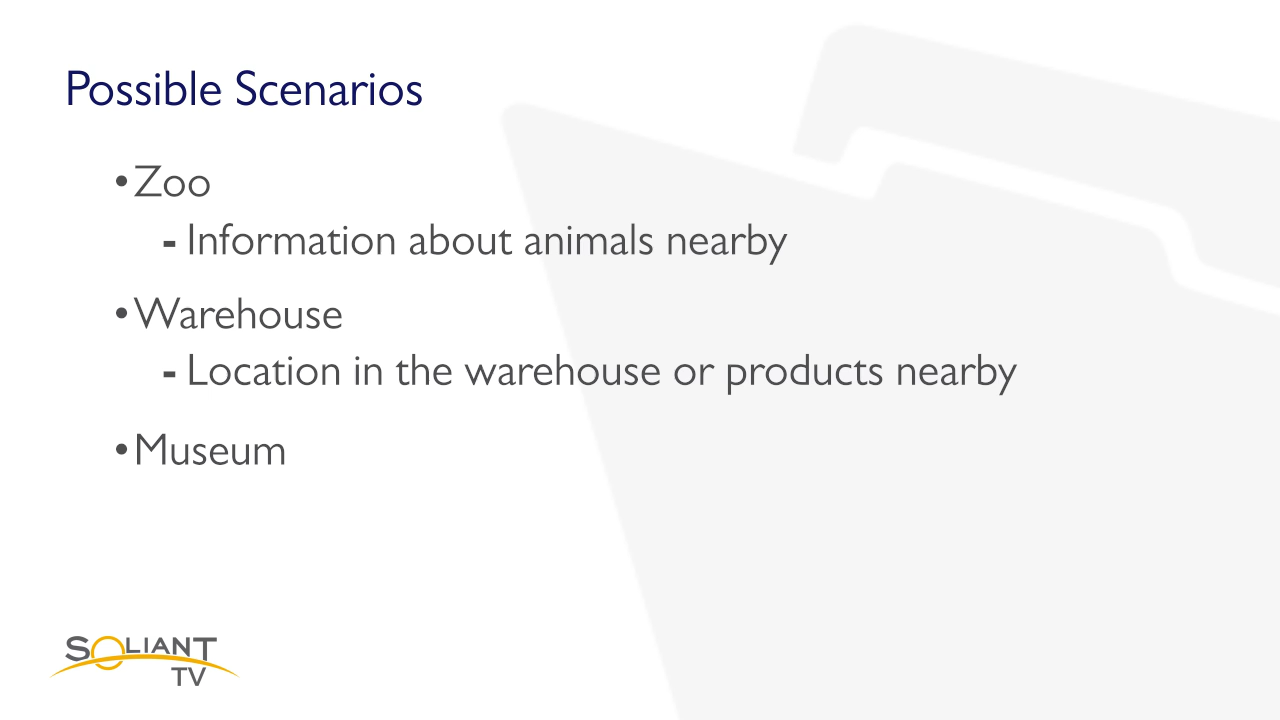 Possible Scenarios
•Zoo
- Information about animals nearby
•Warehouse
- Location in the warehouse or products nearby
•Museum
SOLIANT
TV